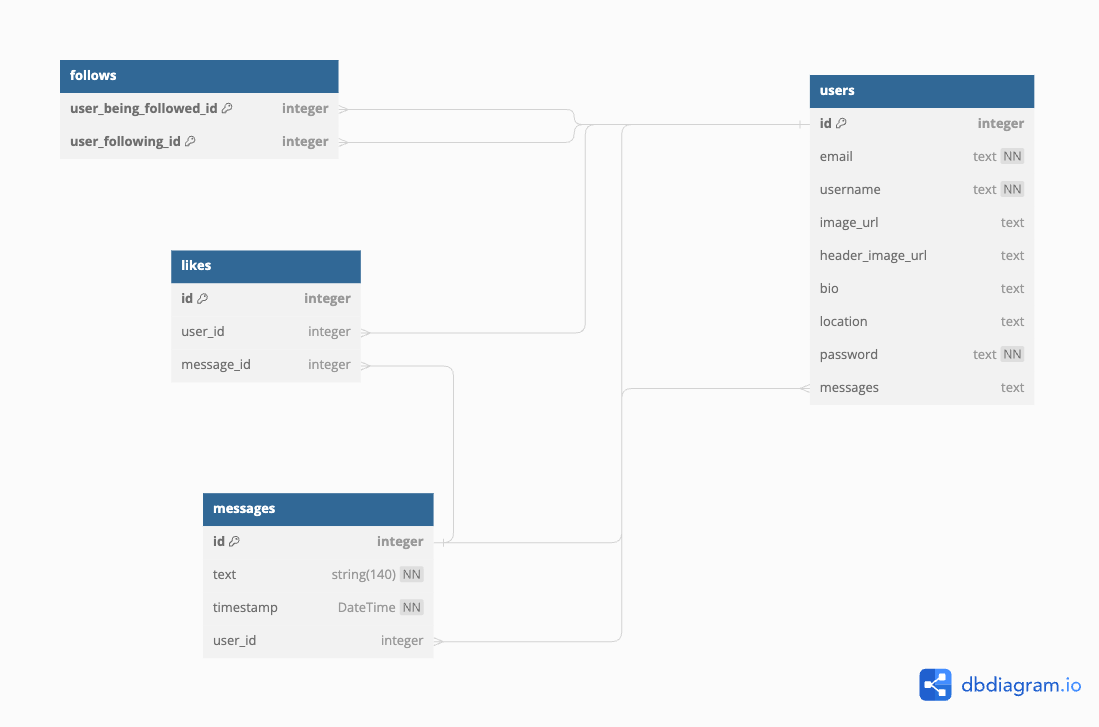 follows
user_being_followed_id integer
user_following_id integer
users
id integer
email text NN
username text NN
image_url text
header_image_url text
bio text
location text
password text NN
messages text
likes
id integer
user_id integer
message_id integer
messages
id integer
text string(140) NN
timestamp DateTime NN
user_id integer
dbdiagram.io